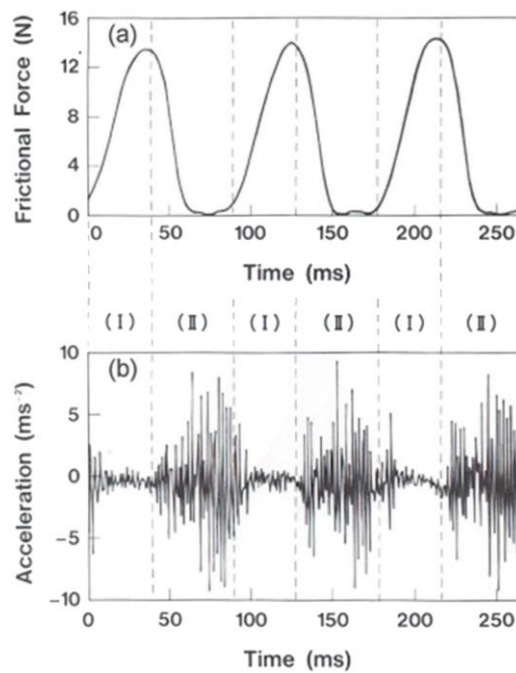 (a)
Frictional Force (N)
16
12
8
4
0
0 50 100 150 200 250
Time (ms)
(I) (II) (I) (II) (I) (II)
(b)
Acceleration (ms⁻²)
10
5
0
−5
−10
0 50 100 150 200 250
Time (ms)